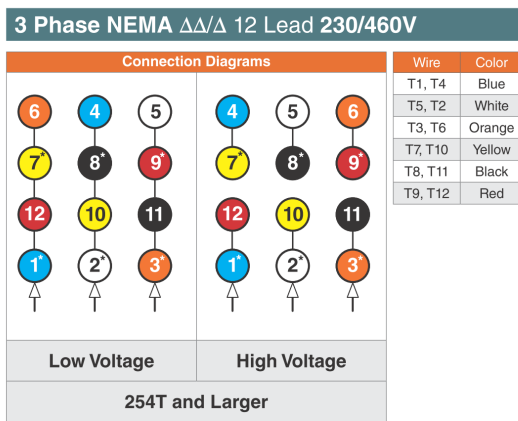 3 Phase NEMA ΔΔ/Δ 12 Lead 230/460V
Connection Diagrams
6 4 5
7* 8* 9*
12 10 11
1* 2* 3*
4 5 6
7* 8* 9*
12 10 11
1* 2* 3*
Low Voltage High Voltage
254T and Larger
Wire Color
T1, T4 Blue
T5, T2 White
T3, T6 Orange
T7, T10 Yellow
T8, T11 Black
T9, T12 Red